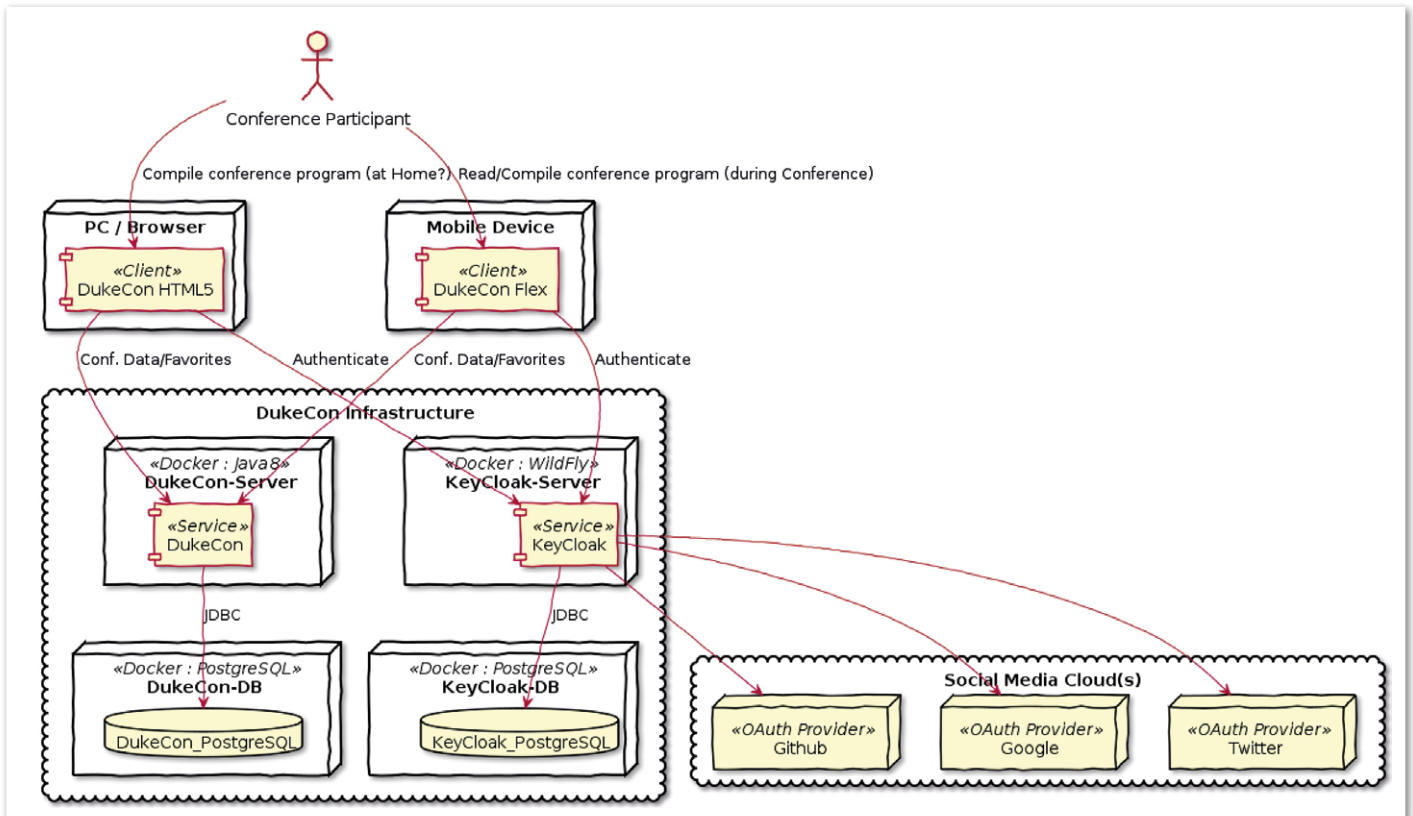 Conference Participant
Compile conference program (at Home?)
Read/Compile conference program (during Conference)
PC / Browser
«Client»
DukeCon HTML5
Mobile Device
«Client»
DukeCon Flex
Conf. Data/Favorites
Authenticate
Conf. Data/Favorites
Authenticate
DukeCon Infrastructure
«Docker : Java8»
DukeCon-Server
«Service»
DukeCon
«Docker : WildFly»
KeyCloak-Server
«Service»
KeyCloak
JDBC
JDBC
«Docker : PostgreSQL»
DukeCon-DB
DukeCon_PostgreSQL
«Docker : PostgreSQL»
KeyCloak-DB
KeyCloak_PostgreSQL
Social Media Cloud(s)
«OAuth Provider»
Github
«OAuth Provider»
Google
«OAuth Provider»
Twitter